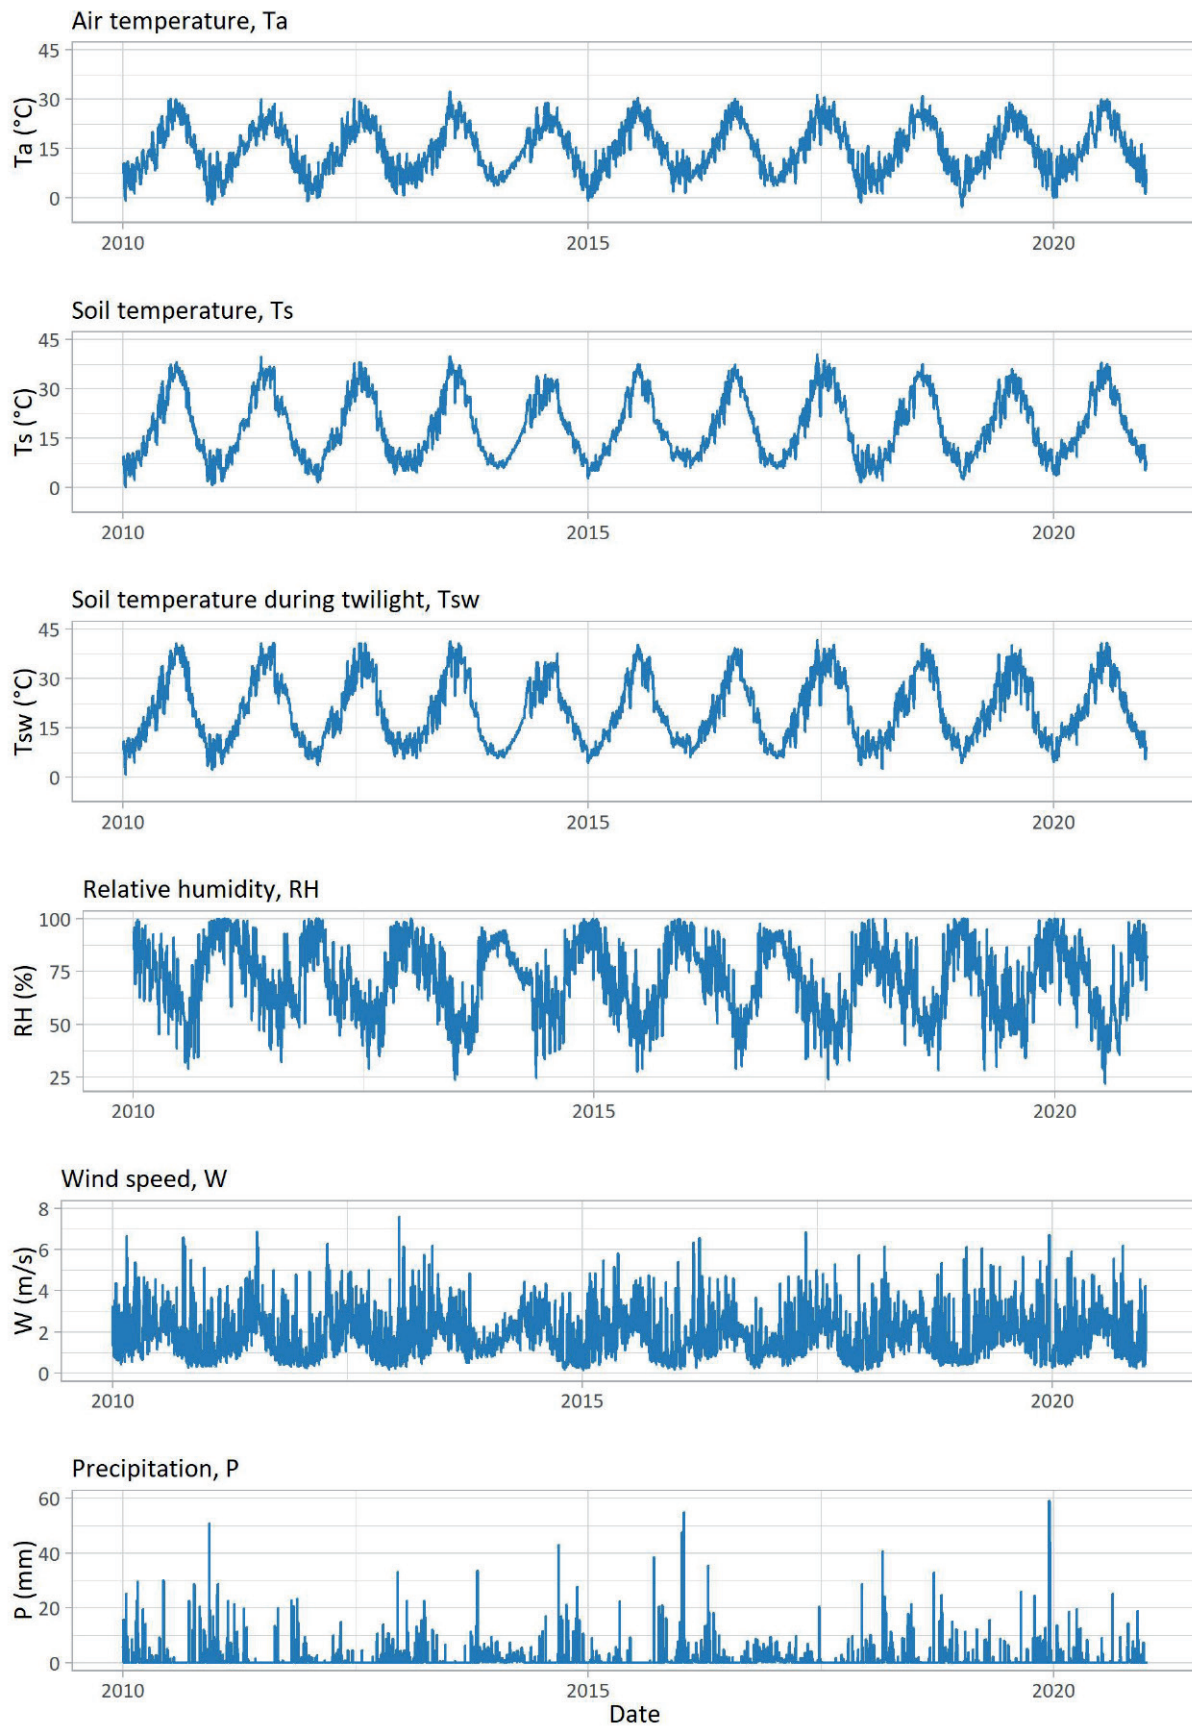 Air temperature, Ta
45
30
15
0
Ta (°C)
2010 2015 2020
Soil temperature, Ts
45
30
15
0
Ts (°C)
2010 2015 2020
Soil temperature during twilight, Tsw
45
30
15
0
Tsw (°C)
2010 2015 2020
Relative humidity, RH
100
75
50
25
RH (%)
2010 2015 2020
Wind speed, W
8
6
4
2
0
W (m/s)
2010 2015 2020
Precipitation, P
60
40
20
0
P (mm)
2010 2015 2020
Date